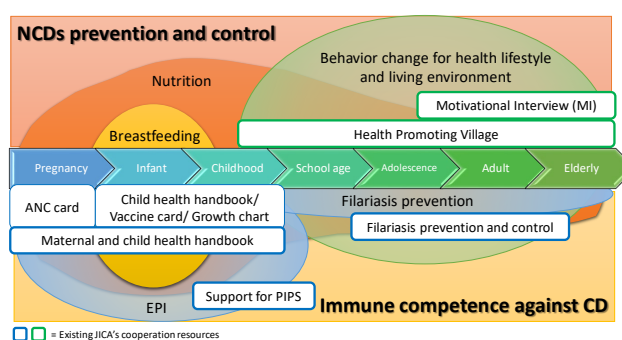 NCDs prevention and control
Behavior change for health lifestyle
and living environment
Nutrition
Motivational Interview (MI)
Breastfeeding
Health Promoting Village
Pregnancy
Infant
Childhood
School age
Adolescence
Adult
Elderly
ANC card
Child health handbook/
Vaccine card/ Growth chart
Filariasis prevention
Filariasis prevention and control
Maternal and child health handbook
Support for PIPS
EPI
Immune competence against CD
= Existing JICA's cooperation resources